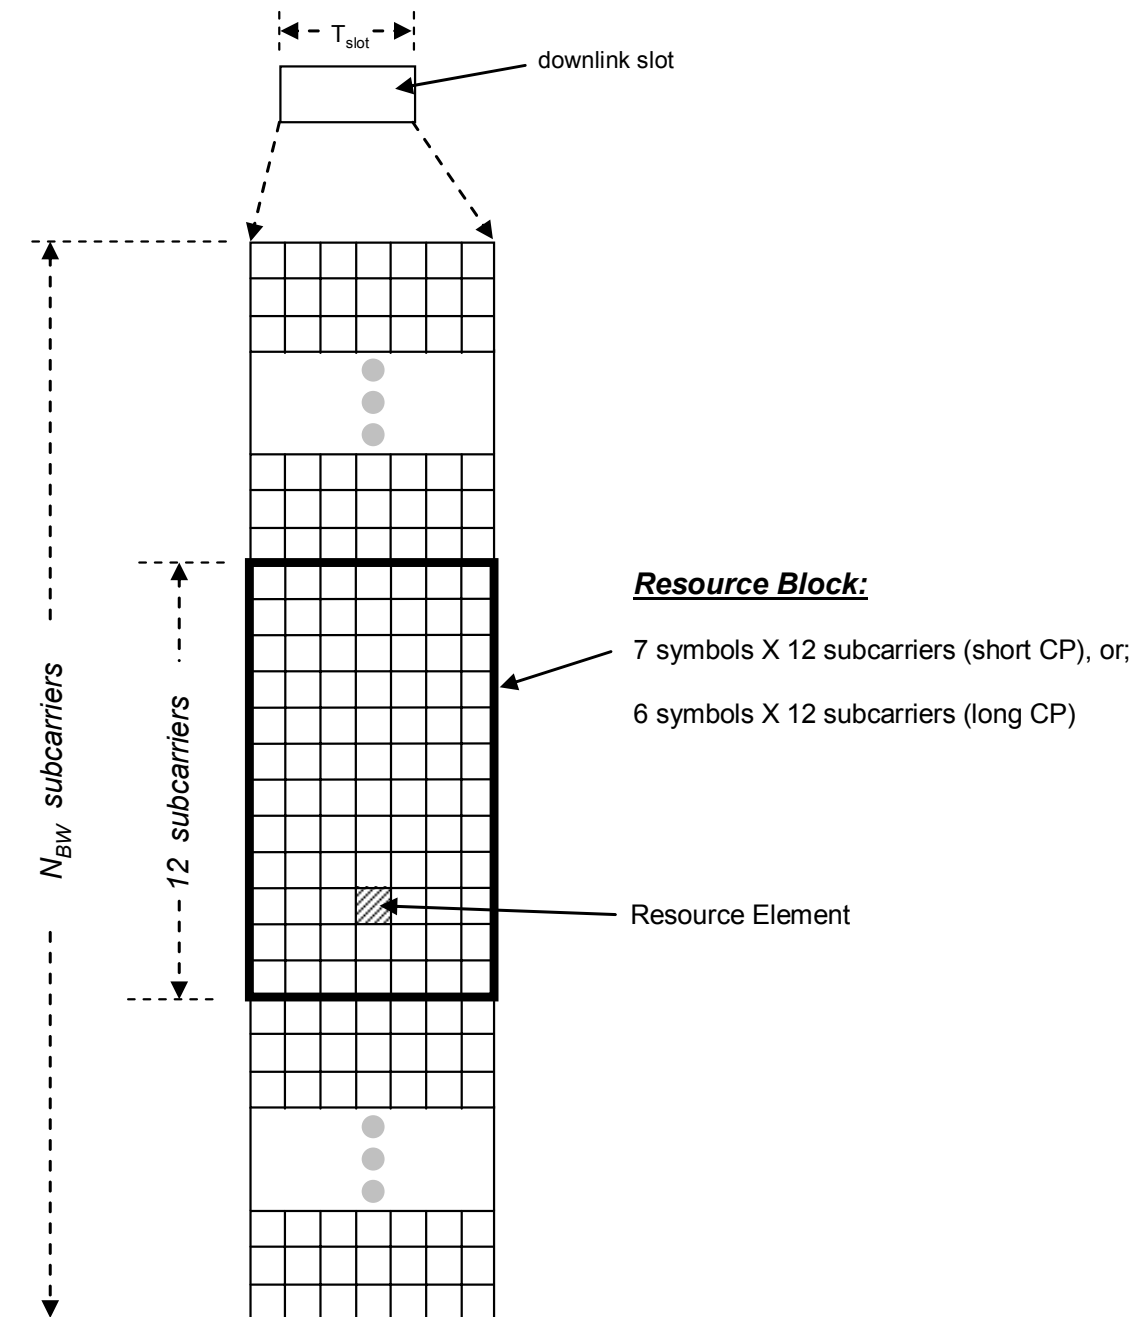 T_slot
downlink slot
N_BW subcarriers
12 subcarriers
Resource Block:
7 symbols X 12 subcarriers (short CP), or;
6 symbols X 12 subcarriers (long CP)
Resource Element